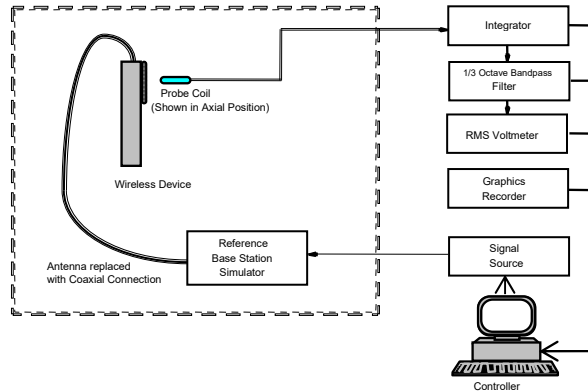 Integrator
1/3 Octave Bandpass
Filter
RMS Voltmeter
Graphics
Recorder
Probe Coil
(Shown in Axial Position)
Wireless Device
Reference
Base Station
Simulator
Signal
Source
Antenna replaced
with Coaxial Connection
Controller